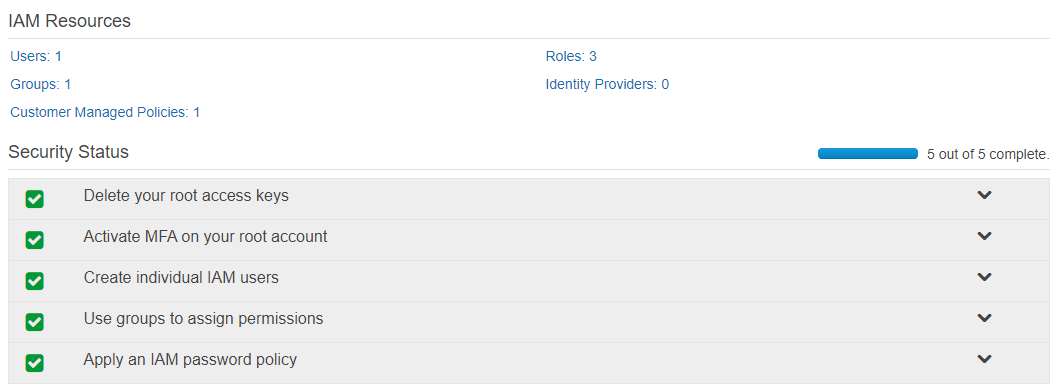 IAM Resources
Users: 1
Roles: 3
Groups: 1
Identity Providers: 0
Customer Managed Policies: 1
Security Status
5 out of 5 complete.
Delete your root access keys
Activate MFA on your root account
Create individual IAM users
Use groups to assign permissions
Apply an IAM password policy